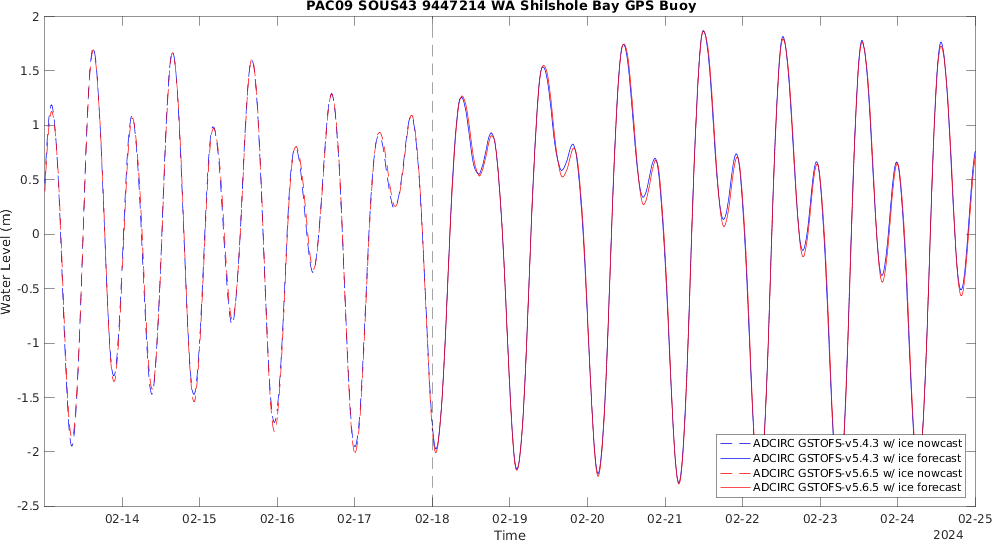 PAC09 SOUS43 9447214 WA Shilshole Bay GPS Buoy
Water Level (m)
2
1.5
1
0.5
0
-0.5
-1
-1.5
-2
-2.5
ADCIRC GSTOFS-v5.4.3 w/ ice nowcast
ADCIRC GSTOFS-v5.4.3 w/ ice forecast
ADCIRC GSTOFS-v5.6.5 w/ ice nowcast
ADCIRC GSTOFS-v5.6.5 w/ ice forecast
02-14 02-15 02-16 02-17 02-18 02-19 02-20 02-21 02-22 02-23 02-24 02-25
Time
2024